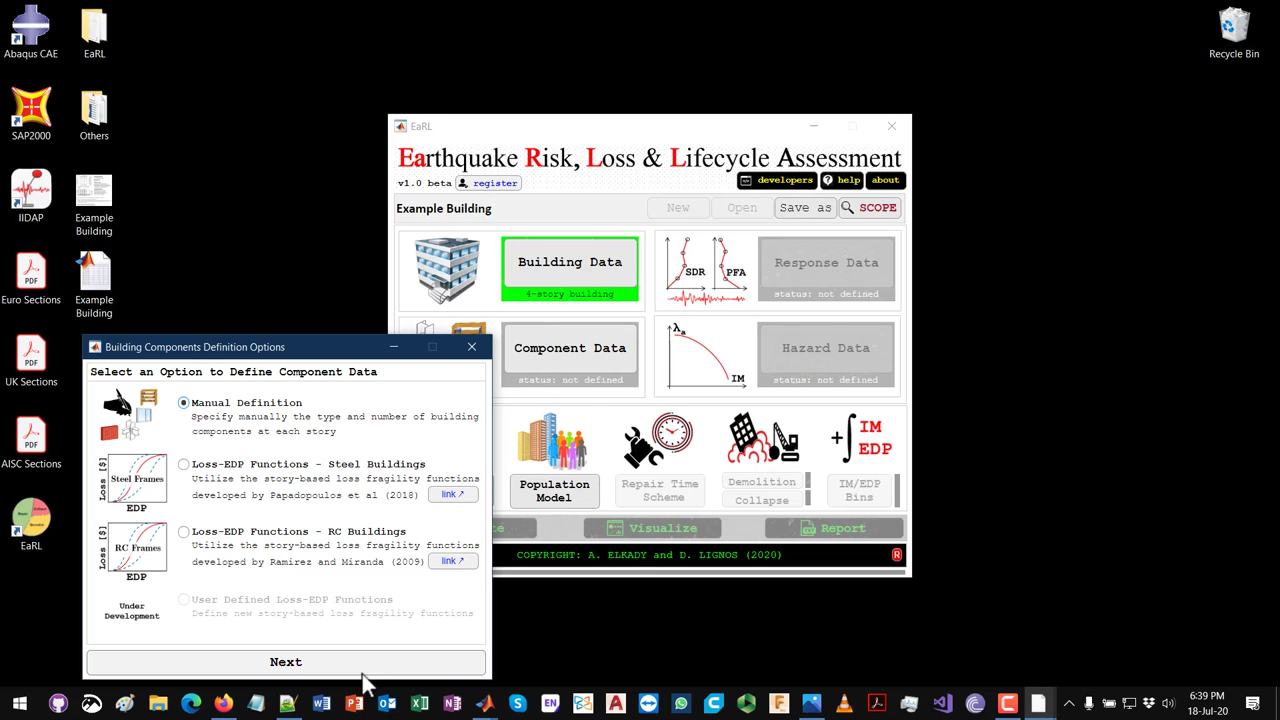 Abaqus CAE
EaRL
Recycle Bin
SAP2000
Others
IIDAP
Example
Building
Euro Sections
Example
Building
UK Sections
AISC Sections
EaRL
EaRL
Earthquake Risk, Loss & Lifecycle Assessment
v1.0 beta
register
developers
help
about
Example Building
New
Open
Save as
SCOPE
Building Data
4-story building
SDR
PFA
Response Data
status: not defined
Component Data
status: not defined
λa
IM
Hazard Data
status: not defined
Population
Model
Repair Time
Scheme
Demolition
Collapse
+∫ IM
EDP
IM/EDP
Bins
te
Visualize
Report
COPYRIGHT: A. ELKADY and D. LIGNOS (2020)
R
Building Components Definition Options
Select an Option to Define Component Data
Manual Definition
Specify manually the type and number of building
components at each story
Loss [$]
Steel Frames
EDP
Loss-EDP Functions - Steel Buildings
Utilize the story-based loss fragility functions
developed by Papadopoulos et al (2018)
link ↗
Loss [$]
RC Frames
EDP
Loss-EDP Functions - RC Buildings
Utilize the story-based loss fragility functions
developed by Ramirez and Miranda (2009)
link ↗
Under
Development
User Defined Loss-EDP Functions
Define new story-based loss fragility functions
Next
EN
6:39 PM
18-Jul-20